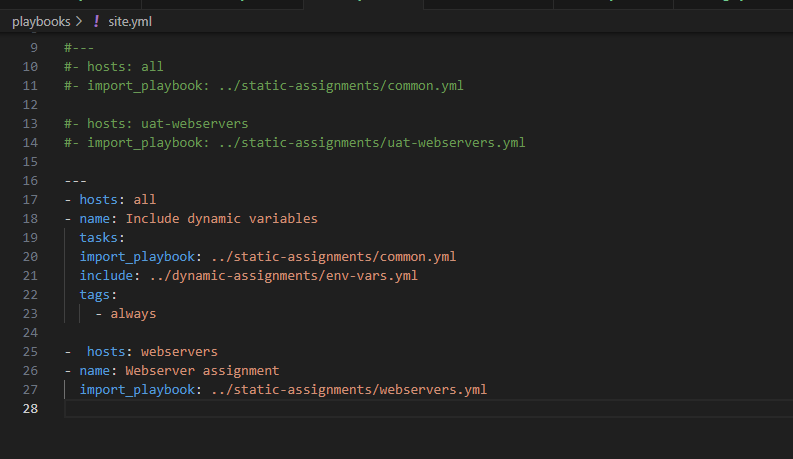 playbooks > ! site.yml
9 #---
10 #- hosts: all
11 #- import_playbook: ../static-assignments/common.yml
12
13 #- hosts: uat-webservers
14 #- import_playbook: ../static-assignments/uat-webservers.yml
15
16 ---
17 - hosts: all
18 - name: Include dynamic variables
19   tasks:
20   import_playbook: ../static-assignments/common.yml
21   include: ../dynamic-assignments/env-vars.yml
22   tags:
23     - always
24
25 -  hosts: webservers
26 - name: Webserver assignment
27   import_playbook: ../static-assignments/webservers.yml
28